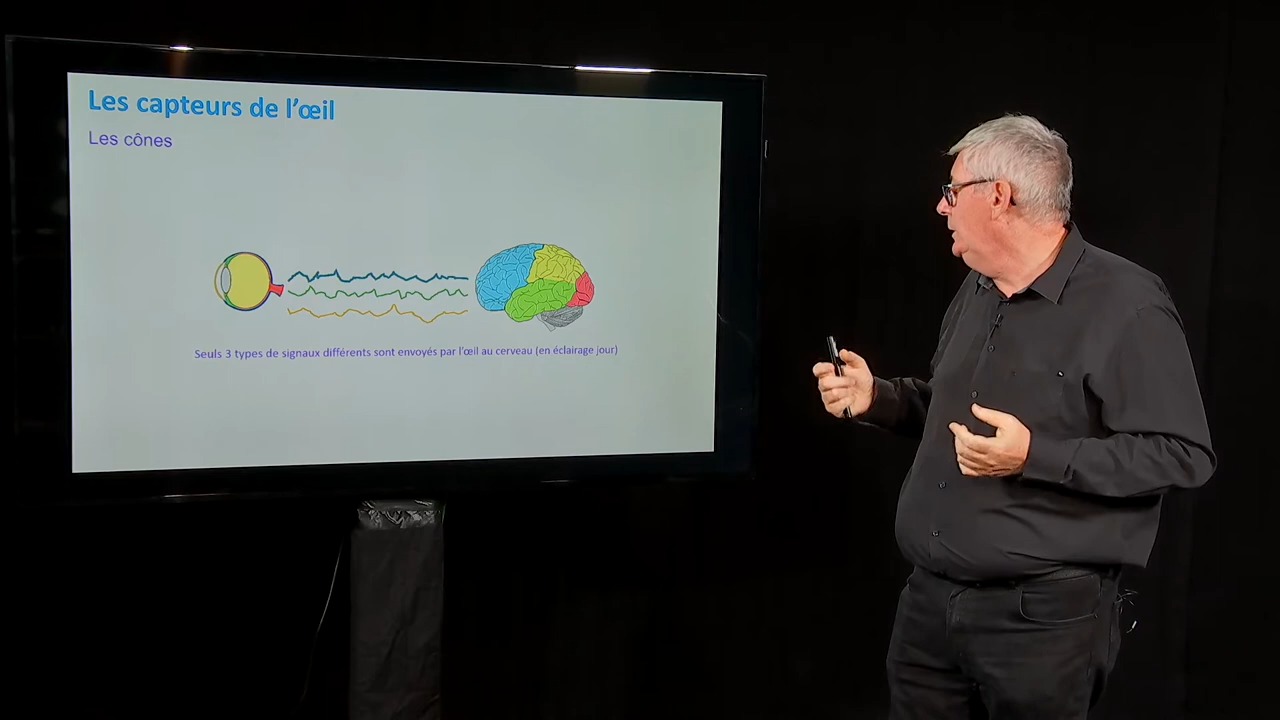 Les capteurs de l'œil
Les cônes
Seuls 3 types de signaux différents sont envoyés par l'œil au cerveau (en éclairage jour)